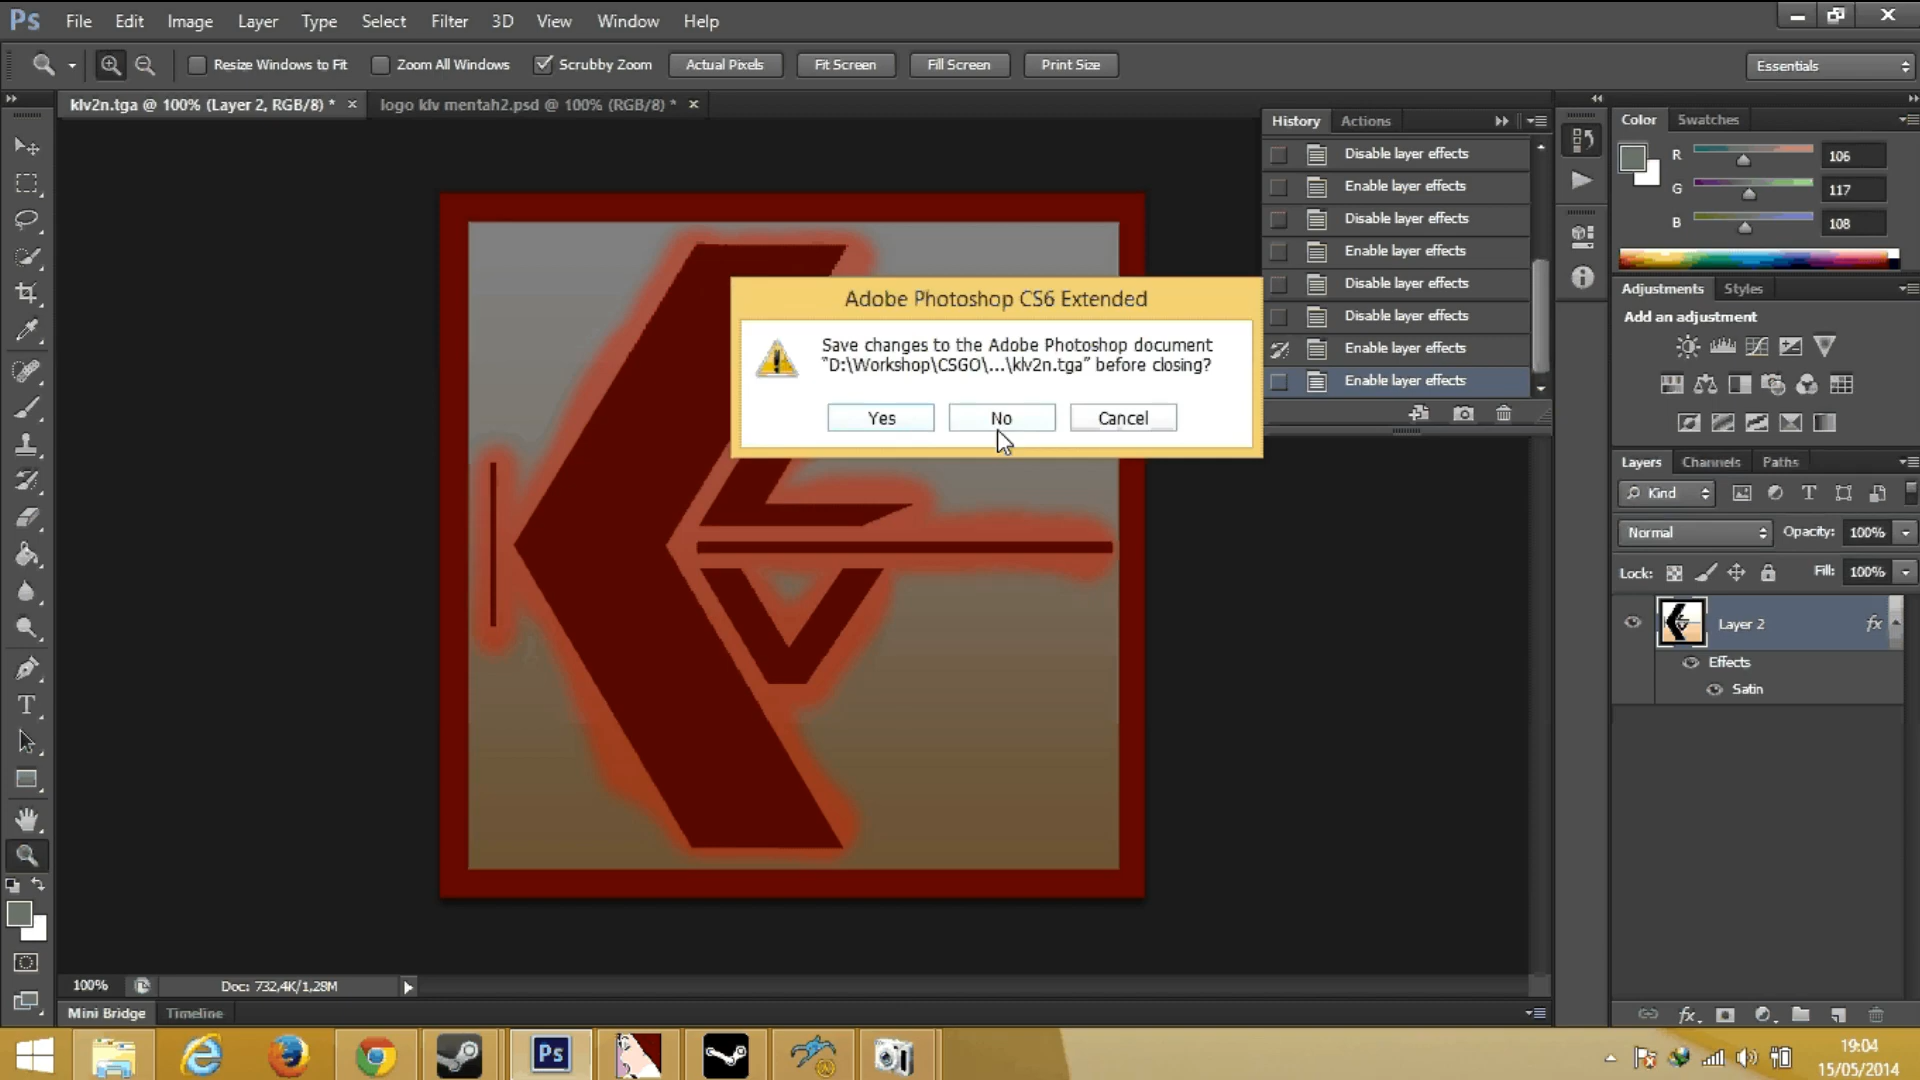 Ps File Edit Image Layer Type Select Filter 3D View Window Help
Resize Windows to Fit Zoom All Windows Scrubby Zoom Actual Pixels Fit Screen Fill Screen Print Size Essentials
klv2n.tga @ 100% (Layer 2, RGB/8) * × logo klv mentah2.psd @ 100% (RGB/8) * ×
History Actions
Disable layer effects
Enable layer effects
Disable layer effects
Enable layer effects
Disable layer effects
Enable layer effects
Enable layer effects
Enable layer effects
Color Swatches
R 106
G 117
B 108
Adjustments Styles
Add an adjustment
Layers Channels Paths
Kind
Normal Opacity: 100%
Lock: Fill: 100%
Layer 2 fx
Effects
Satin
Adobe Photoshop CS6 Extended
Save changes to the Adobe Photoshop document
"D:\Workshop\CSGO\...\klv2n.tga" before closing?
Yes No Cancel
100% Doc: 732,4K/1,28M
Mini Bridge Timeline
Ps
19:04
15/05/2014